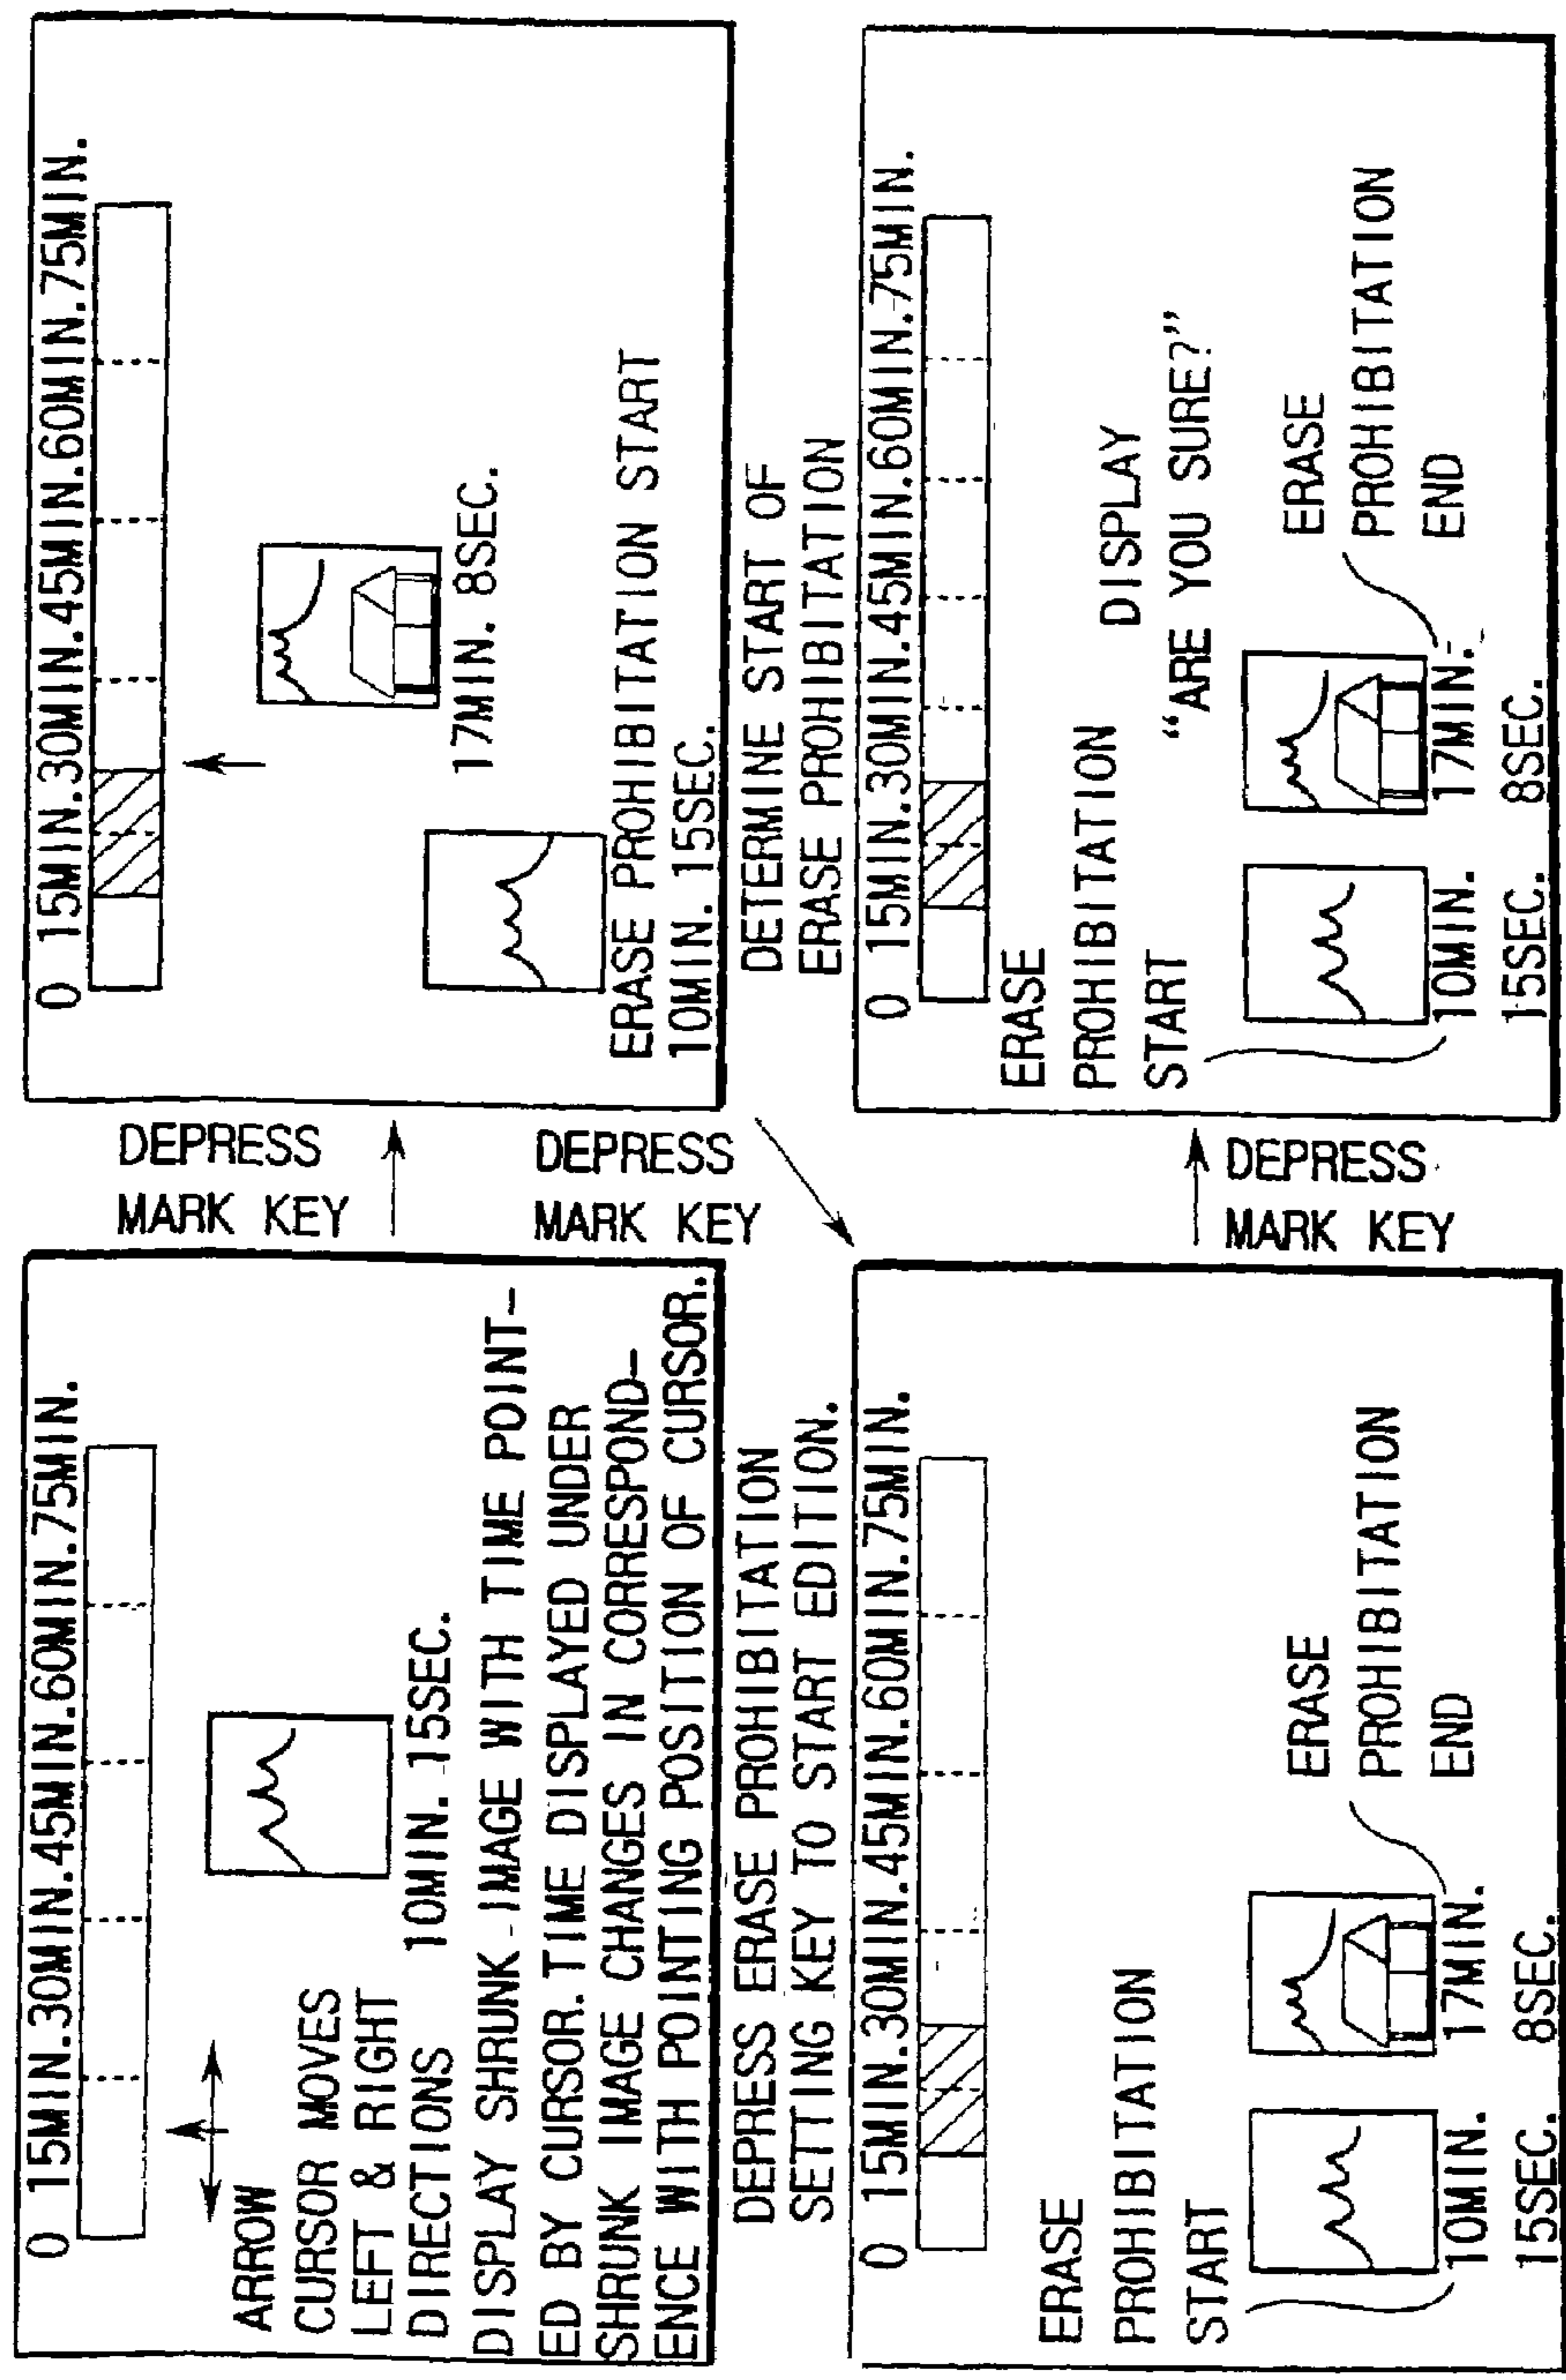 0 15MIN.30MIN.45MIN.60MIN.75MIN.
ARROW
CURSOR MOVES
LEFT & RIGHT
DIRECTIONS
10MIN. 15SEC.
DISPLAY SHRUNK IMAGE WITH TIME POINT-
ED BY CURSOR. TIME DISPLAYED UNDER
SHRUNK IMAGE CHANGES IN CORRESPOND-
ENCE WITH POINTING POSITION OF CURSOR.
DEPRESS ERASE PROHIBITATION
SETTING KEY TO START EDITION.
DEPRESS
MARK KEY
0 15MIN.30MIN.45MIN.60MIN.75MIN.
17MIN. 8SEC.
ERASE PROHIBITATION START
10MIN. 15SEC.
DETERMINE START OF
ERASE PROHIBITATION
DEPRESS
MARK KEY
0 15MIN.30MIN.45MIN.60MIN.75MIN.
ERASE
PROHIBITATION
START
ERASE
PROHIBITATION
END
10MIN. 17MIN.
15SEC. 8SEC.
DEPRESS
MARK KEY
0 15MIN.30MIN.45MIN.60MIN.75MIN.
ERASE
PROHIBITATION
START
DISPLAY
“ARE YOU SURE?”
ERASE
PROHIBITATION
END
10MIN. 17MIN.
15SEC. 8SEC.